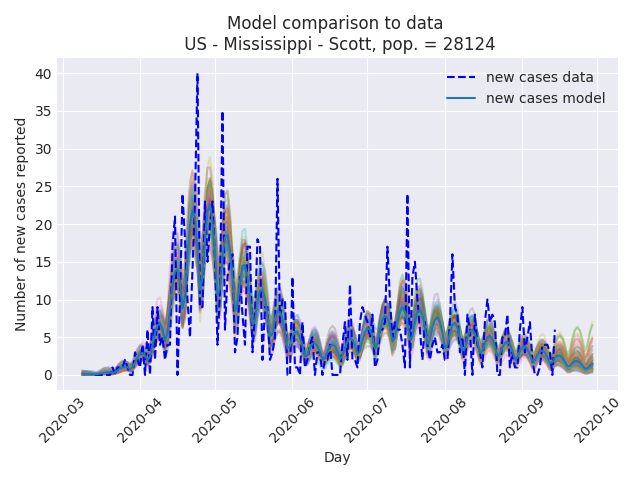 Model comparison to data
US - Mississippi - Scott, pop. = 28124
Number of new cases reported
40
35
30
25
20
15
10
5
0
new cases data
new cases model
2020-03
2020-04
2020-05
2020-06
2020-07
2020-08
2020-09
2020-10
Day